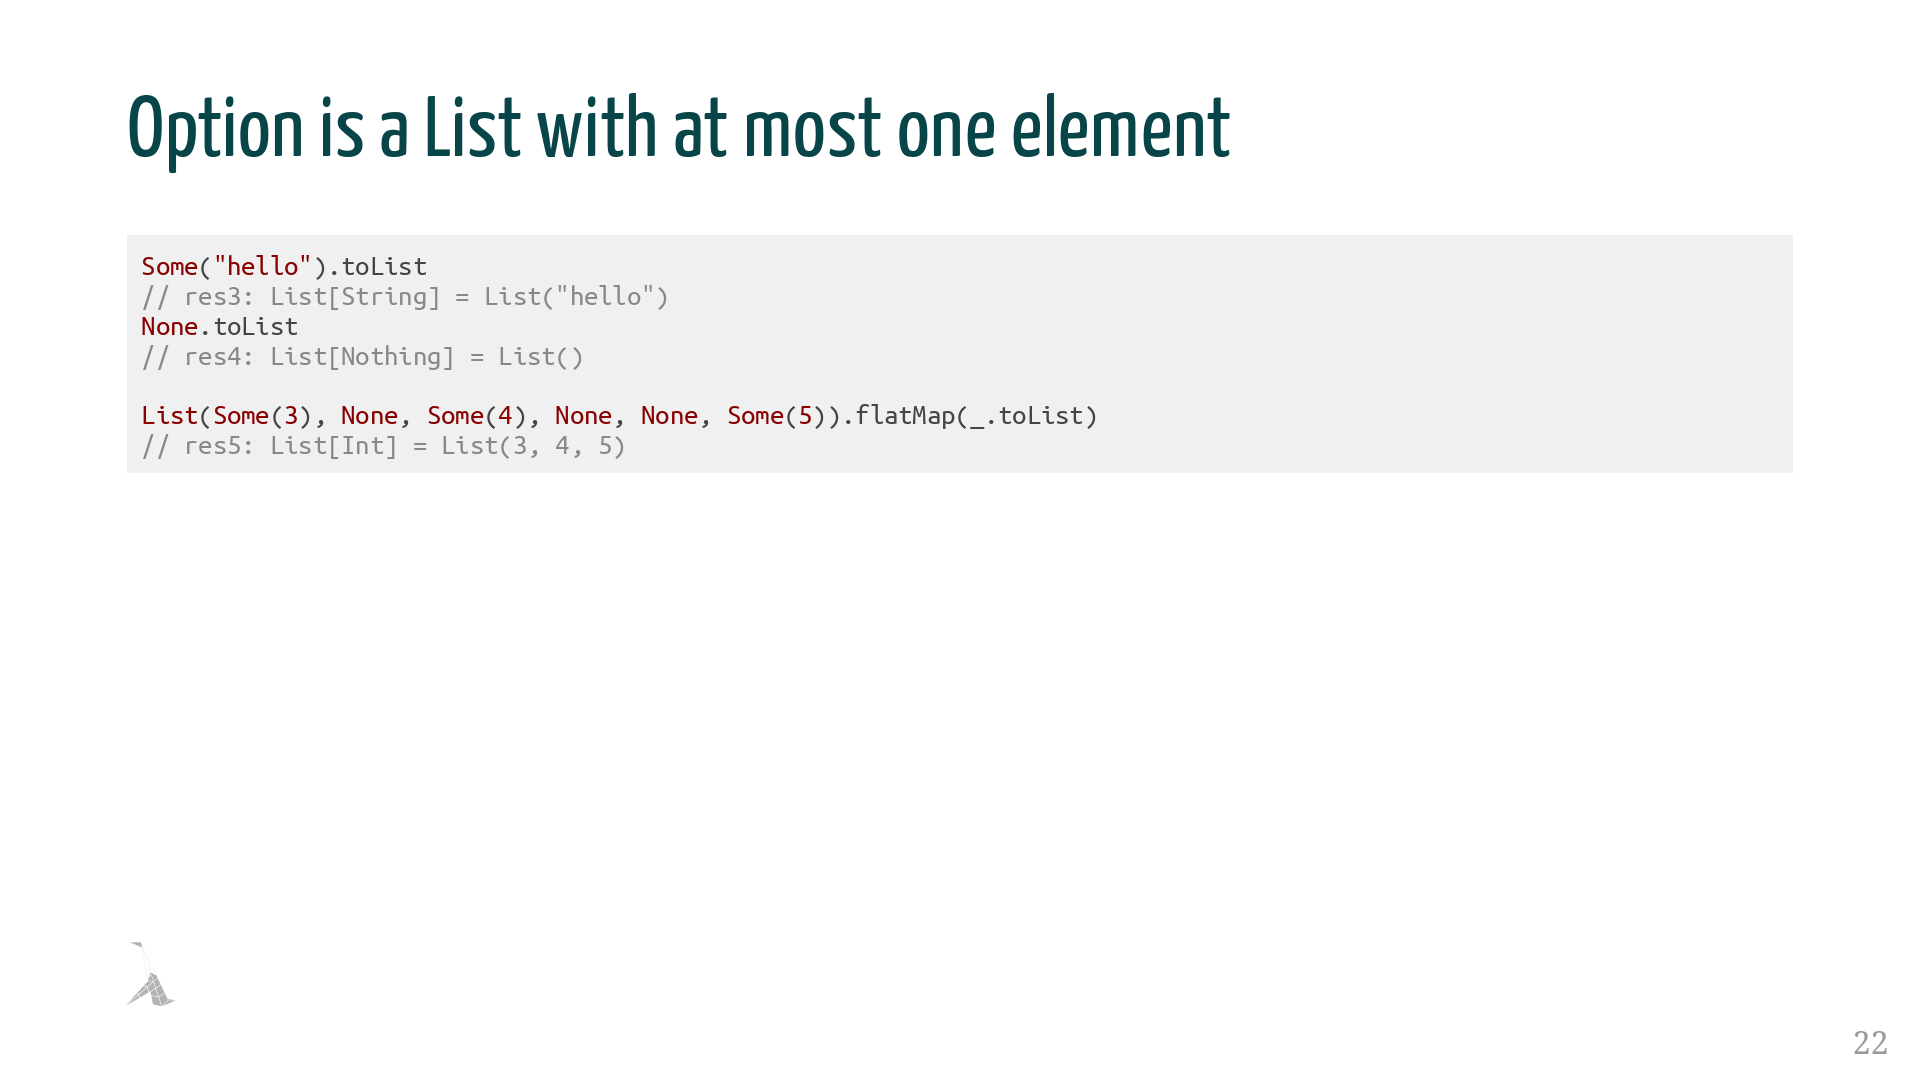 Option is a List with at most one element
Some("hello").toList
// res3: List[String] = List("hello")
None.toList
// res4: List[Nothing] = List()
List(Some(3), None, Some(4), None, None, Some(5)).flatMap(_.toList)
// res5: List[Int] = List(3, 4, 5)
22